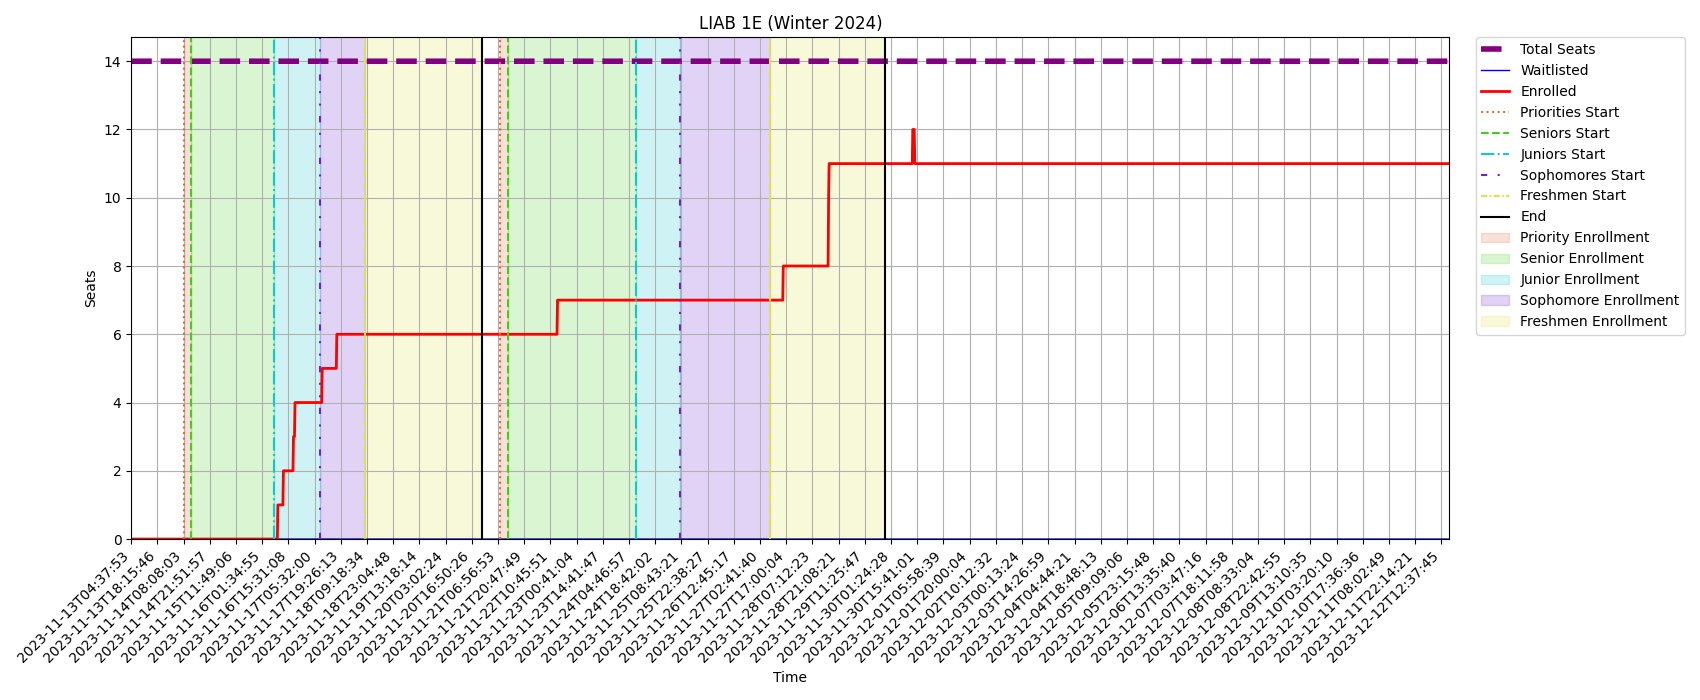 LIAB 1E (Winter 2024)
14
12
10
8
6
4
2
0
Seats
2023-11-13T04:37:53
2023-11-13T18:15:46
2023-11-14T08:08:03
2023-11-14T21:51:57
2023-11-15T11:49:06
2023-11-16T01:34:55
2023-11-16T15:31:08
2023-11-17T05:32:00
2023-11-17T19:26:13
2023-11-18T09:18:34
2023-11-18T23:04:48
2023-11-19T13:18:14
2023-11-20T03:02:24
2023-11-20T16:50:26
2023-11-21T06:56:53
2023-11-21T20:47:49
2023-11-22T10:45:51
2023-11-23T00:41:04
2023-11-23T14:41:47
2023-11-24T04:46:57
2023-11-24T18:42:02
2023-11-25T08:43:21
2023-11-25T22:38:27
2023-11-26T12:45:17
2023-11-27T02:41:40
2023-11-27T17:00:04
2023-11-28T07:12:23
2023-11-28T21:08:21
2023-11-29T11:25:47
2023-11-30T01:24:28
2023-11-30T15:41:01
2023-12-01T05:58:39
2023-12-01T20:00:04
2023-12-02T10:12:32
2023-12-03T00:13:24
2023-12-03T14:26:59
2023-12-04T04:44:21
2023-12-04T18:48:13
2023-12-05T09:09:06
2023-12-05T23:15:48
2023-12-06T13:35:40
2023-12-07T03:47:16
2023-12-07T18:11:58
2023-12-08T08:33:04
2023-12-08T22:42:55
2023-12-09T13:10:35
2023-12-10T03:20:10
2023-12-10T17:36:36
2023-12-11T08:02:49
2023-12-11T22:14:21
2023-12-12T12:37:45
Time
Total Seats
Waitlisted
Enrolled
Priorities Start
Seniors Start
Juniors Start
Sophomores Start
Freshmen Start
End
Priority Enrollment
Senior Enrollment
Junior Enrollment
Sophomore Enrollment
Freshmen Enrollment